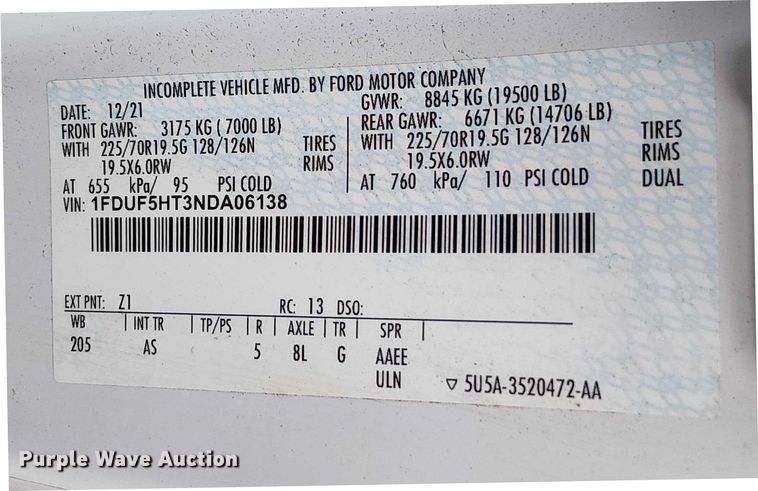 INCOMPLETE VEHICLE MFD. BY FORD MOTOR COMPANY
DATE: 12/21 GVWR: 8845 KG (19500 LB)
FRONT GAWR: 3175 KG ( 7000 LB) REAR GAWR: 6671 KG (14706 LB)
WITH 225/70R19.5G 128/126N TIRES WITH 225/70R19.5G 128/126N TIRES
19.5X6.0RW RIMS 19.5X6.0RW RIMS
AT 655 kPa/ 95 PSI COLD AT 760 kPa/ 110 PSI COLD DUAL
VIN: 1FDUF5HT3NDA06138
EXT PNT: Z1 RC: 13 DSO:
WB INT TR TP/PS R AXLE TR SPR
205 AS 5 8L G AAEE
ULN ▽ 5U5A-3520472-AA
Purple Wave Auction